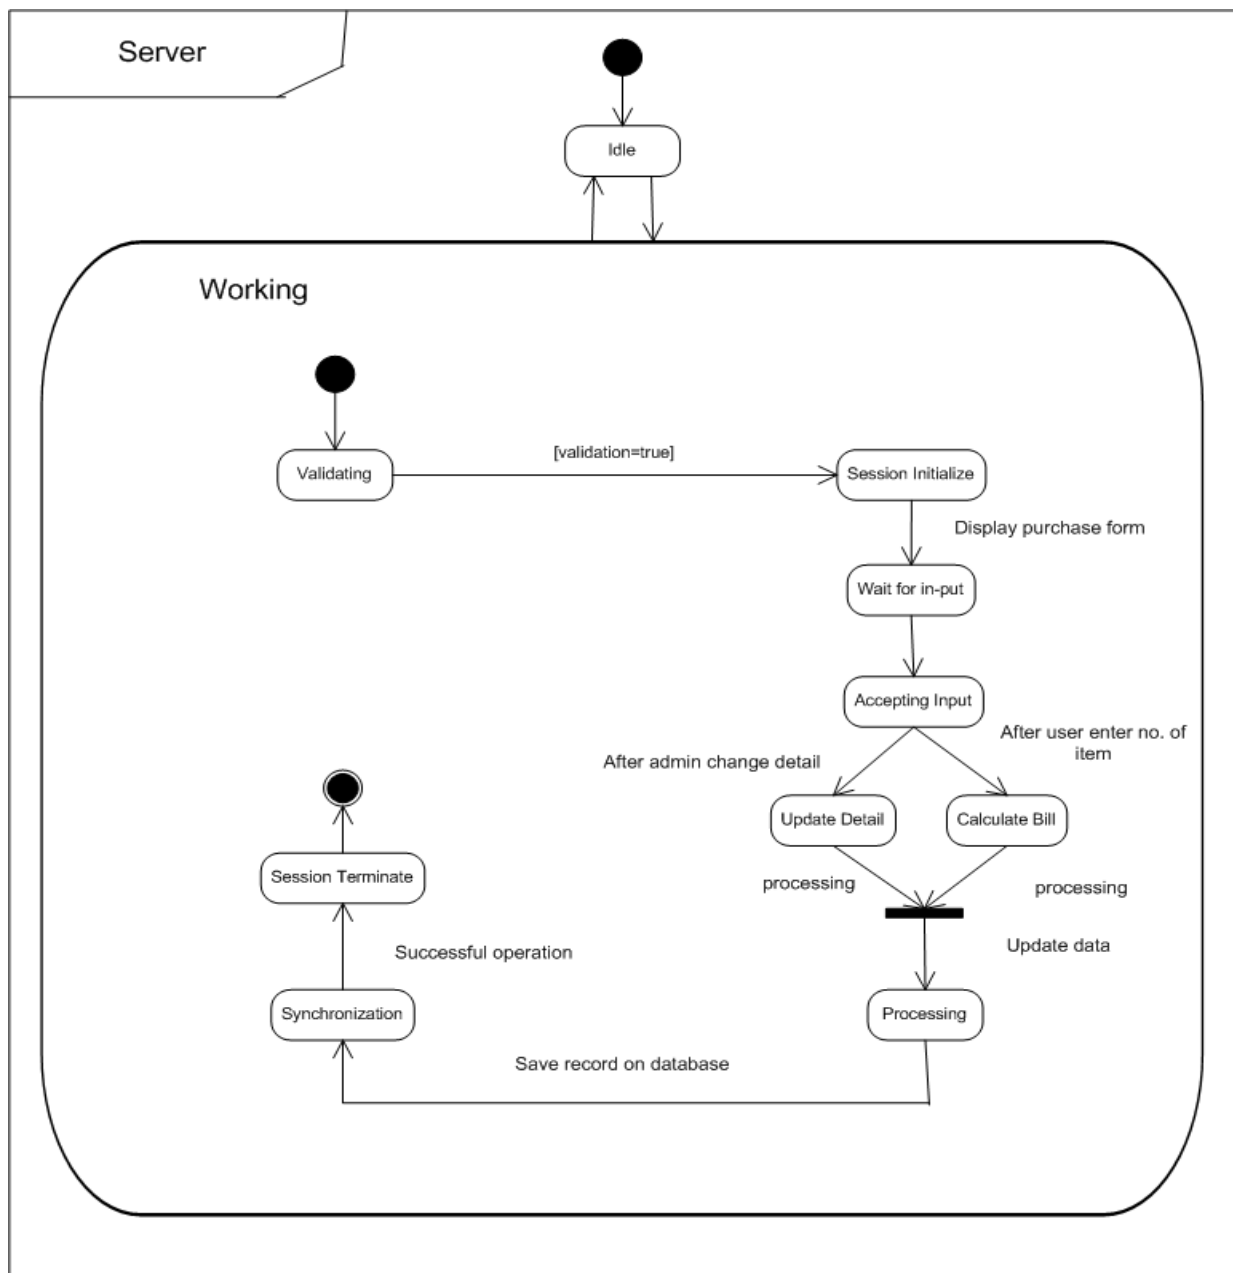 Server
Idle
Working
[validation=true]
Validating
Session Initialize
Display purchase form
Wait for in-put
Accepting Input
After user enter no. of
item
After admin change detail
Update Detail
Calculate Bill
processing
processing
Update data
Session Terminate
Successful operation
Synchronization
Processing
Save record on database